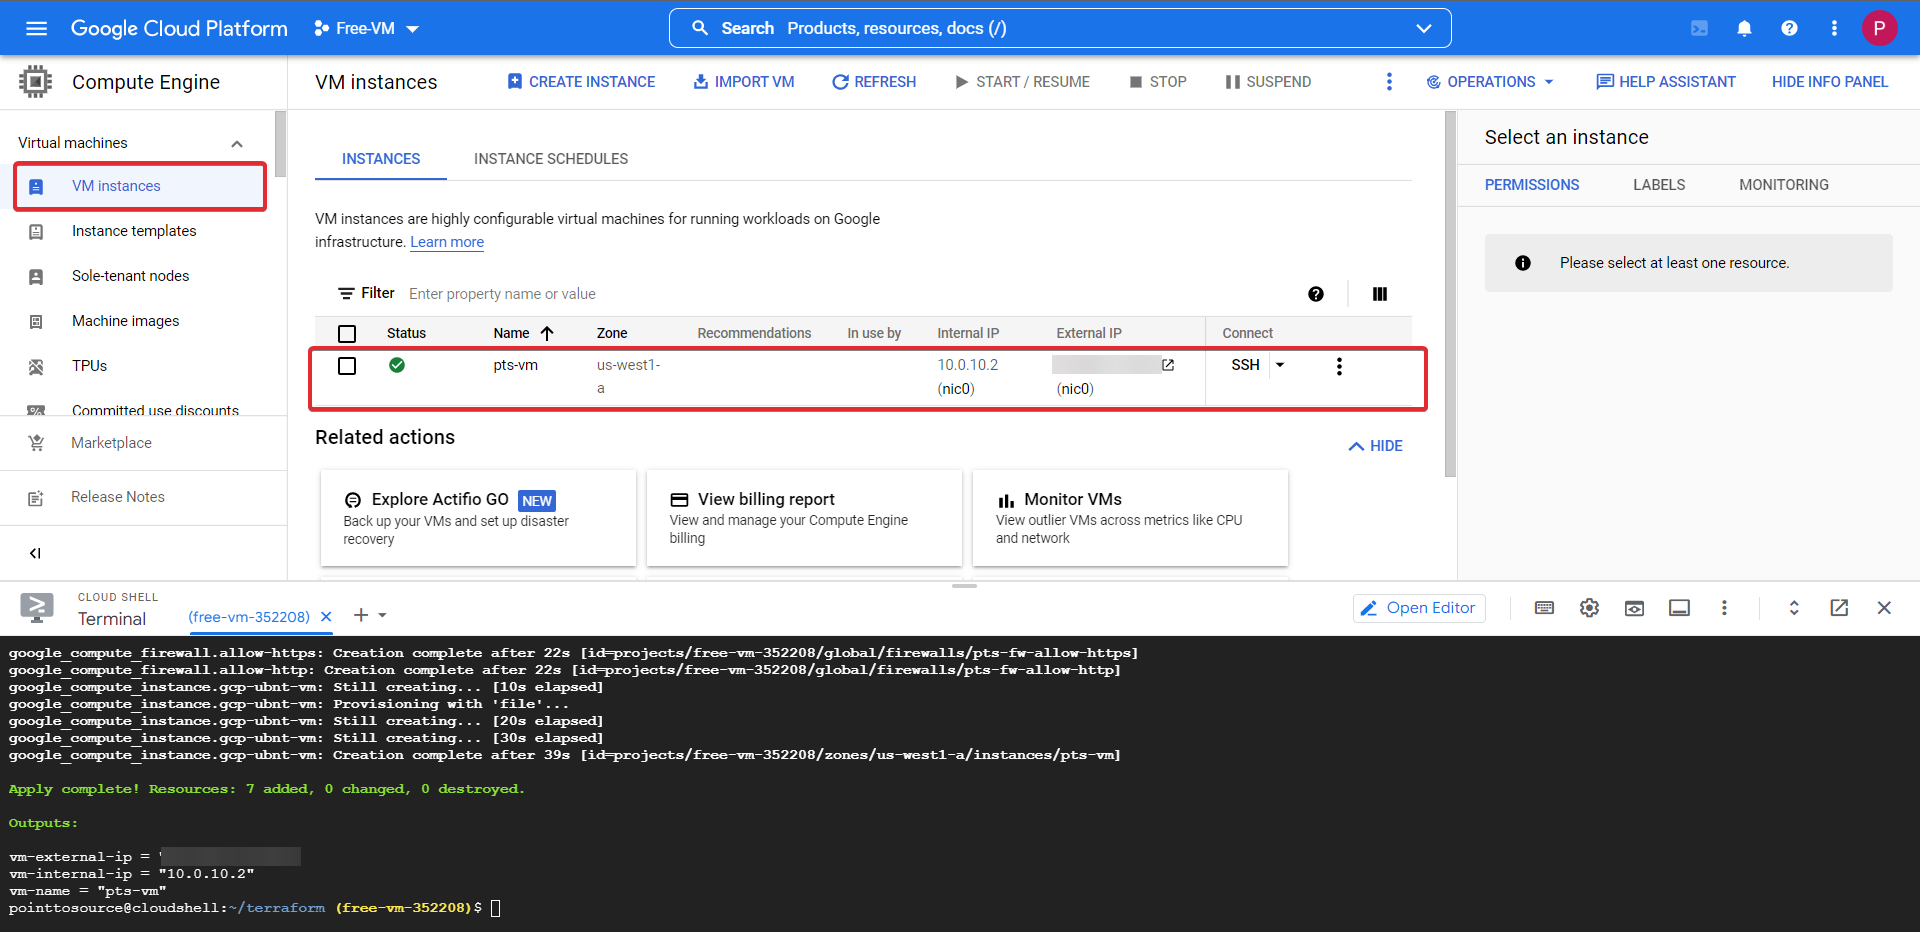 Google Cloud Platform
Free-VM
Search Products, resources, docs (/)
P
Compute Engine
VM instances
CREATE INSTANCE
IMPORT VM
REFRESH
START / RESUME
STOP
SUSPEND
OPERATIONS
HELP ASSISTANT
HIDE INFO PANEL
Virtual machines
VM instances
Instance templates
Sole-tenant nodes
Machine images
TPUs
Committed use discounts
Marketplace
Release Notes
INSTANCES
INSTANCE SCHEDULES
VM instances are highly configurable virtual machines for running workloads on Google
infrastructure. Learn more
Filter Enter property name or value
Status Name Zone Recommendations In use by Internal IP External IP Connect
pts-vm us-west1- 10.0.10.2 SSH
a (nic0) (nic0)
Related actions
HIDE
Explore Actifio GO NEW
Back up your VMs and set up disaster
recovery
View billing report
View and manage your Compute Engine
billing
Monitor VMs
View outlier VMs across metrics like CPU
and network
Select an instance
PERMISSIONS
LABELS
MONITORING
Please select at least one resource.
CLOUD SHELL
Terminal
(free-vm-352208)
Open Editor
google_compute_firewall.allow-https: Creation complete after 22s [id=projects/free-vm-352208/global/firewalls/pts-fw-allow-https]
google_compute_firewall.allow-http: Creation complete after 22s [id=projects/free-vm-352208/global/firewalls/pts-fw-allow-http]
google_compute_instance.gcp-ubnt-vm: Still creating... [10s elapsed]
google_compute_instance.gcp-ubnt-vm: Provisioning with 'file'...
google_compute_instance.gcp-ubnt-vm: Still creating... [20s elapsed]
google_compute_instance.gcp-ubnt-vm: Still creating... [30s elapsed]
google_compute_instance.gcp-ubnt-vm: Creation complete after 39s [id=projects/free-vm-352208/zones/us-west1-a/instances/pts-vm]
Apply complete! Resources: 7 added, 0 changed, 0 destroyed.
Outputs:
vm-external-ip =
vm-internal-ip = "10.0.10.2"
vm-name = "pts-vm"
pointtosource@cloudshell:~/terraform (free-vm-352208)$